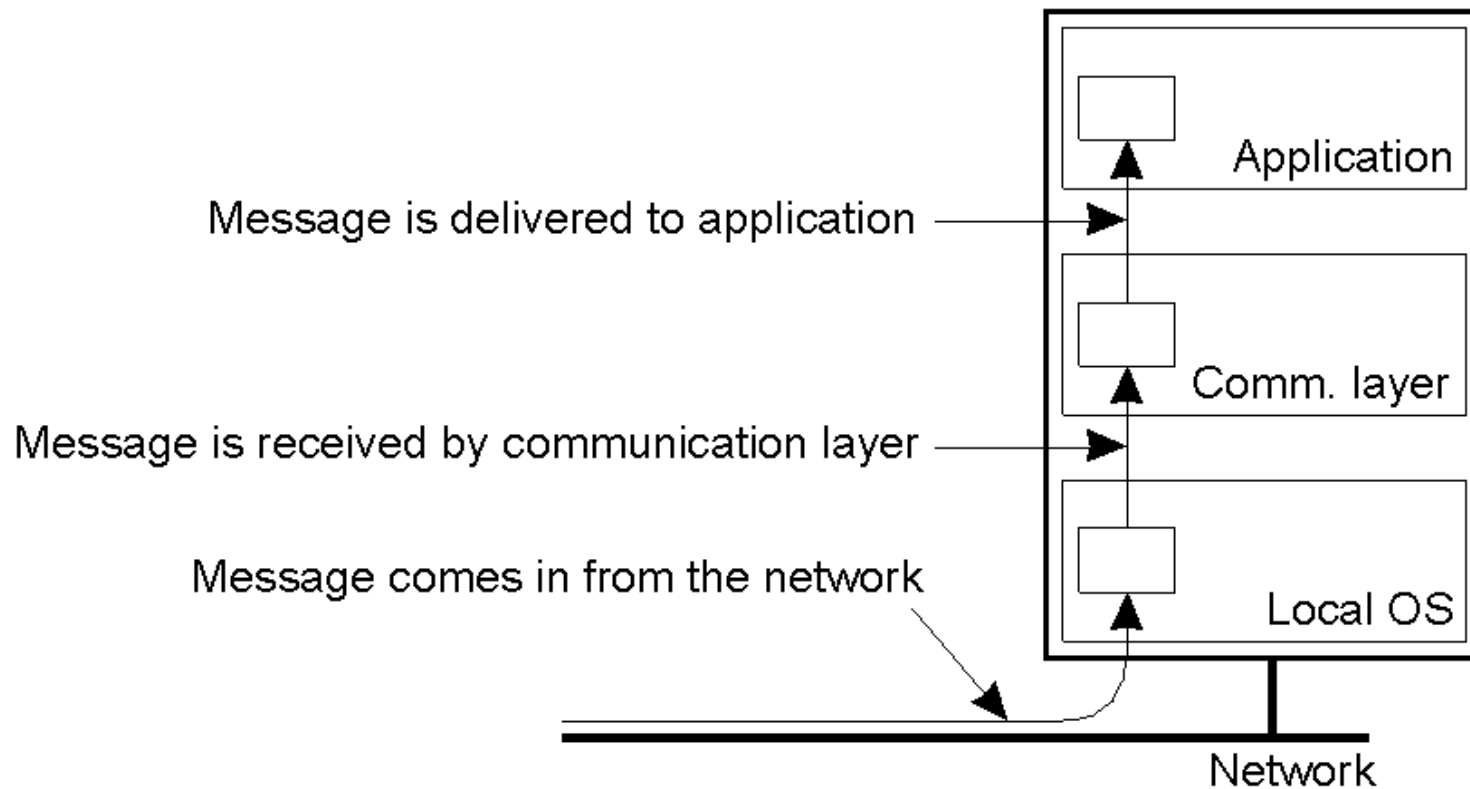 Application
Message is delivered to application
Comm. layer
Message is received by communication layer
Message comes in from the network
Local OS
Network